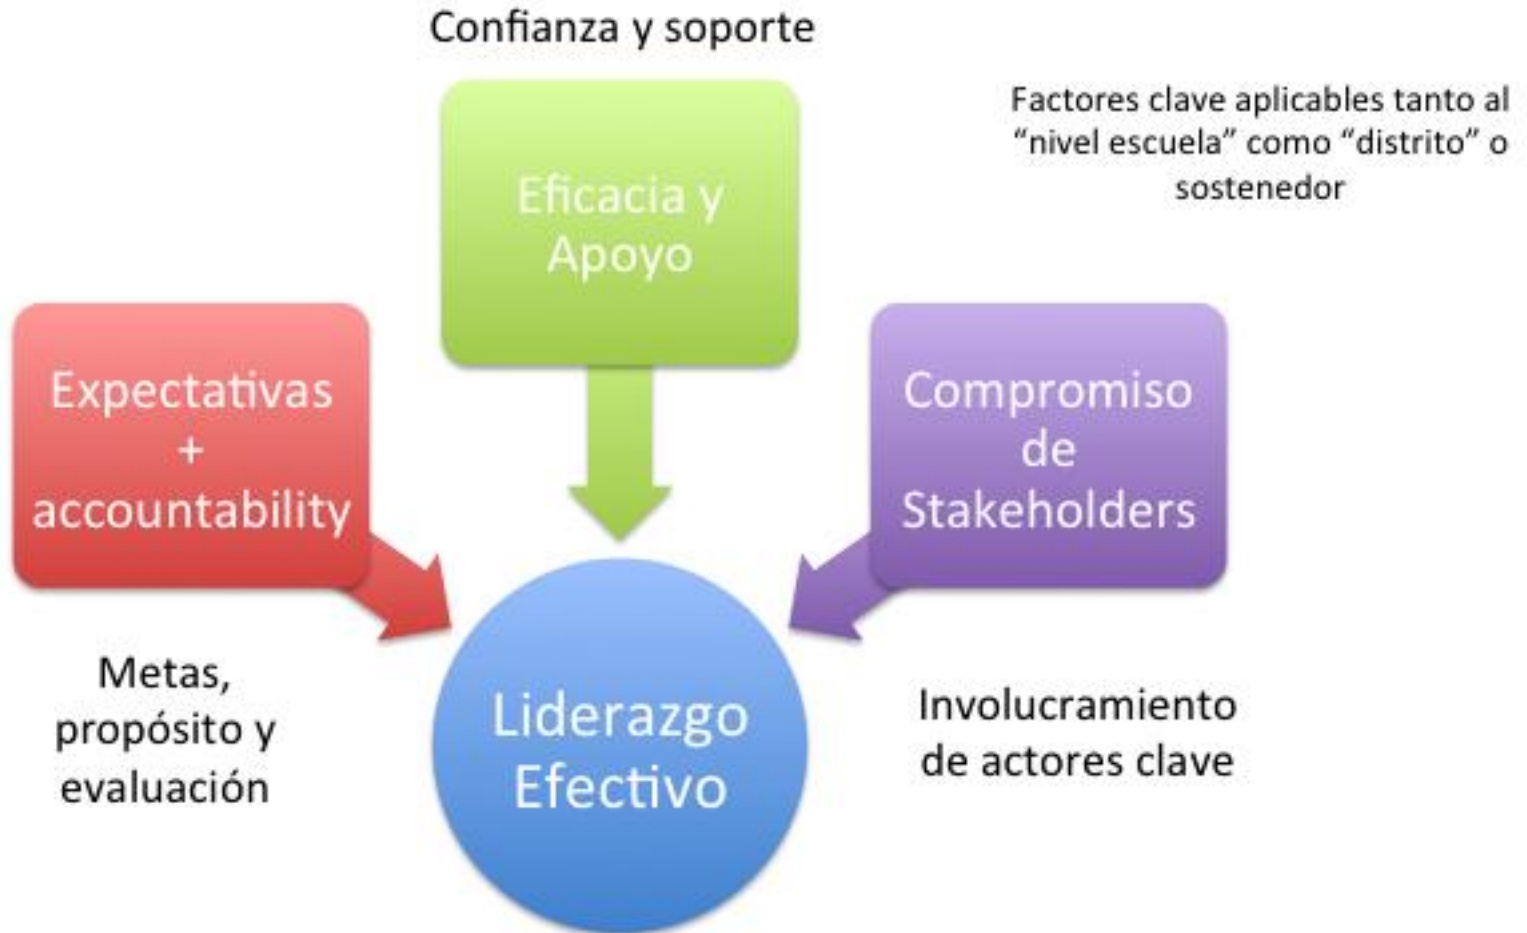 Confianza y soporte
Factores clave aplicables tanto al
“nivel escuela” como “distrito” o
sostenedor
Eficacia y
Apoyo
Expectativas
+
accountability
Compromiso
de
Stakeholders
Metas,
propósito y
evaluación
Liderazgo
Efectivo
Involucramiento
de actores clave